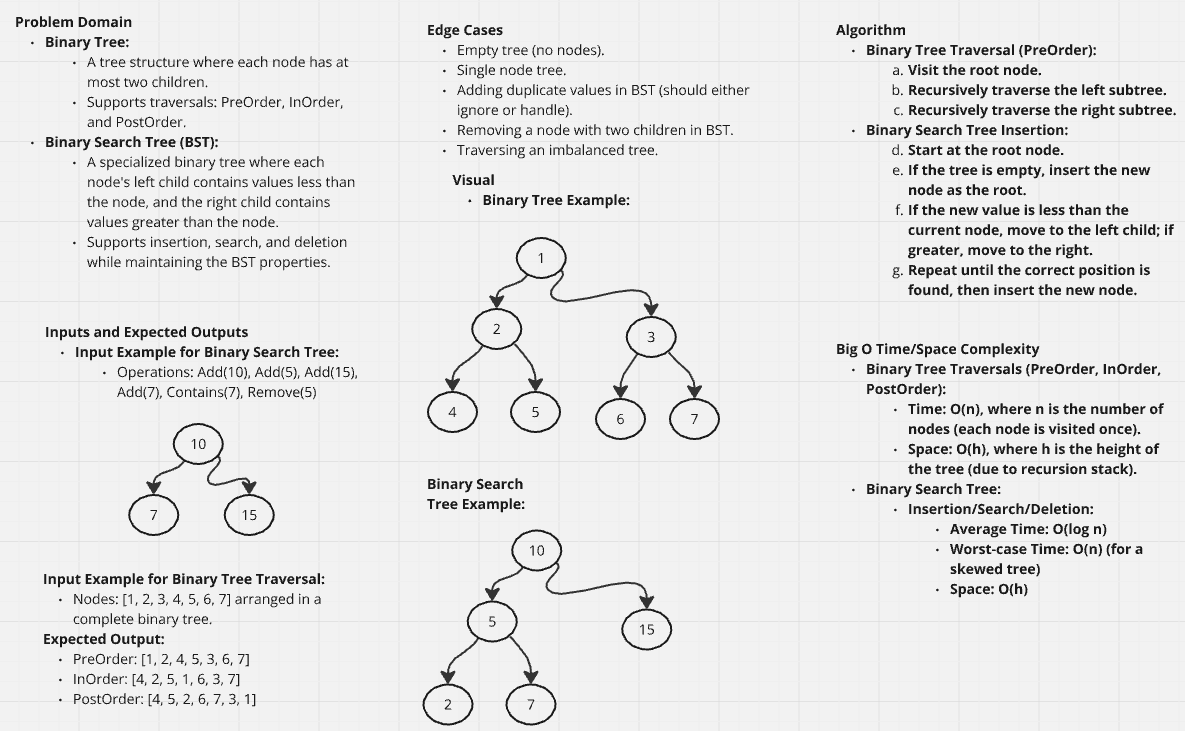 Problem Domain
• Binary Tree:
• A tree structure where each node has at
most two children.
• Supports traversals: PreOrder, InOrder,
and PostOrder.
• Binary Search Tree (BST):
• A specialized binary tree where each
node's left child contains values less than
the node, and the right child contains
values greater than the node.
• Supports insertion, search, and deletion
while maintaining the BST properties.
Inputs and Expected Outputs
• Input Example for Binary Search Tree:
• Operations: Add(10), Add(5), Add(15),
Add(7), Contains(7), Remove(5)
10
7 15
Input Example for Binary Tree Traversal:
• Nodes: [1, 2, 3, 4, 5, 6, 7] arranged in a
complete binary tree.
Expected Output:
• PreOrder: [1, 2, 4, 5, 3, 6, 7]
• InOrder: [4, 2, 5, 1, 6, 3, 7]
• PostOrder: [4, 5, 2, 6, 7, 3, 1]
Edge Cases
• Empty tree (no nodes).
• Single node tree.
• Adding duplicate values in BST (should either
ignore or handle).
• Removing a node with two children in BST.
• Traversing an imbalanced tree.
Visual
• Binary Tree Example:
1
2 3
4 5 6 7
Binary Search
Tree Example:
10
5 15
2 7
Algorithm
• Binary Tree Traversal (PreOrder):
a. Visit the root node.
b. Recursively traverse the left subtree.
c. Recursively traverse the right subtree.
• Binary Search Tree Insertion:
d. Start at the root node.
e. If the tree is empty, insert the new
node as the root.
f. If the new value is less than the
current node, move to the left child; if
greater, move to the right.
g. Repeat until the correct position is
found, then insert the new node.
Big O Time/Space Complexity
• Binary Tree Traversals (PreOrder, InOrder,
PostOrder):
• Time: O(n), where n is the number of
nodes (each node is visited once).
• Space: O(h), where h is the height of
the tree (due to recursion stack).
• Binary Search Tree:
• Insertion/Search/Deletion:
• Average Time: O(log n)
• Worst-case Time: O(n) (for a
skewed tree)
• Space: O(h)